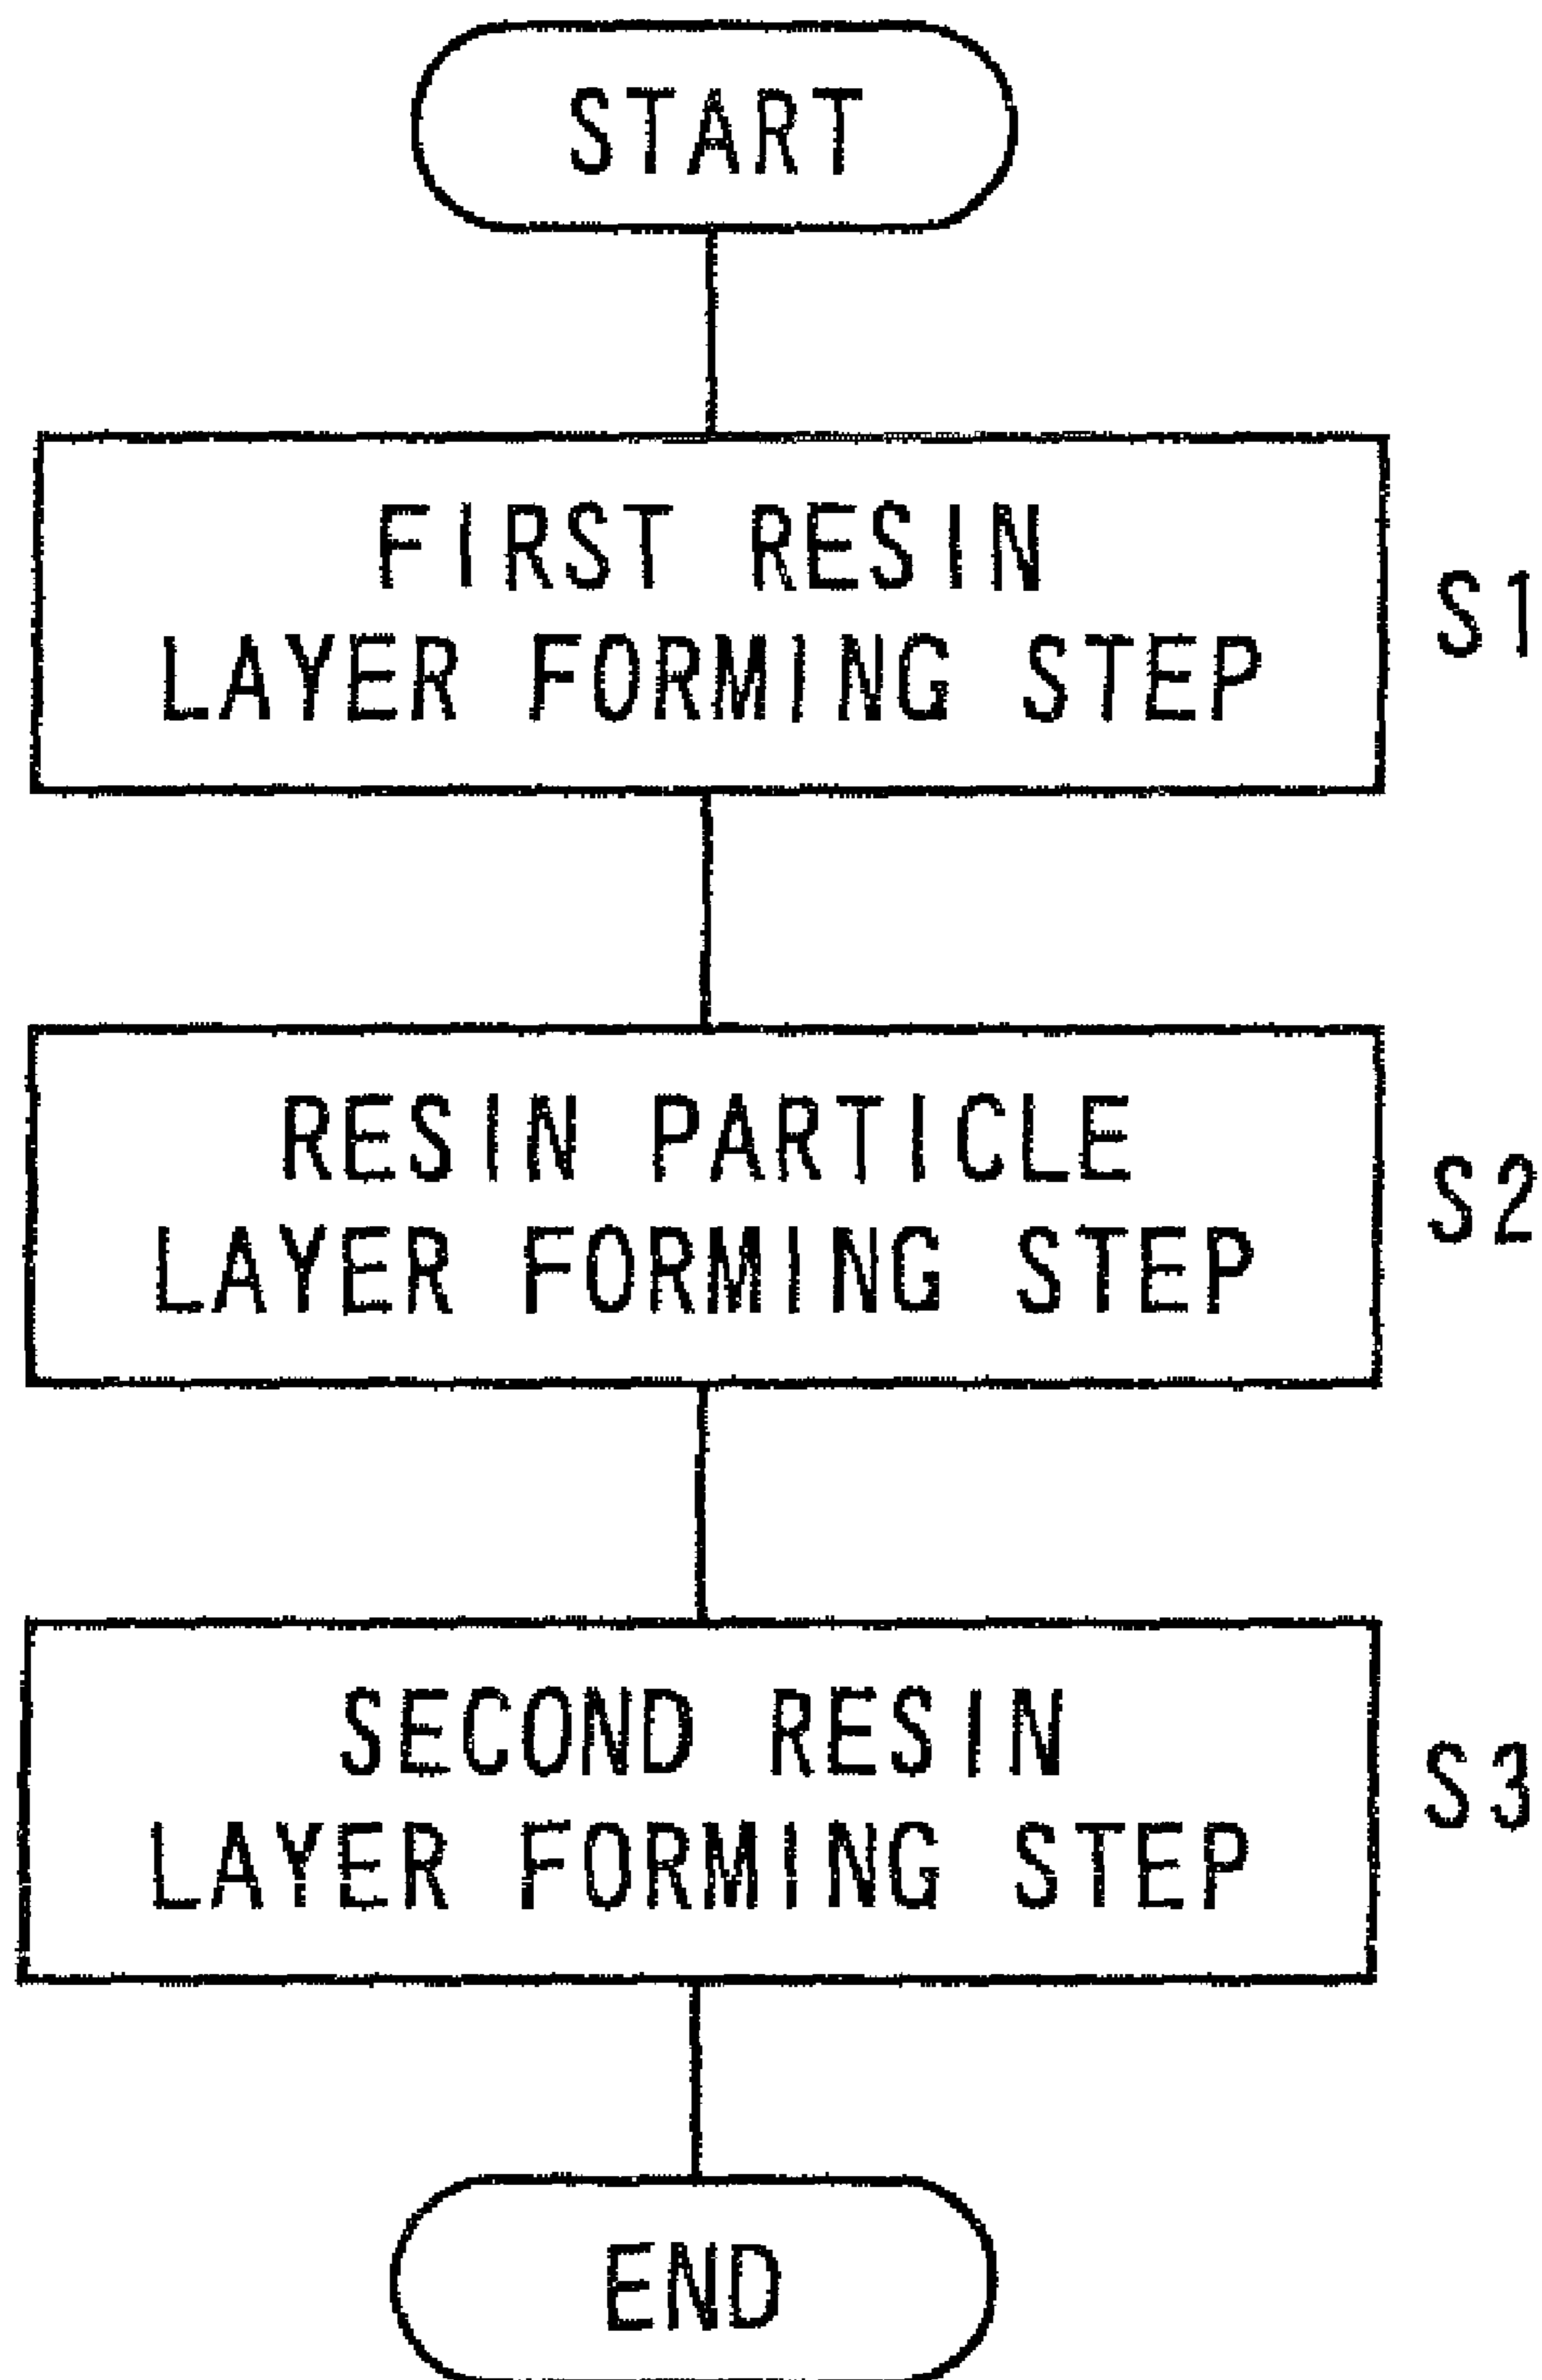 START
FIRST RESIN
LAYER FORMING STEP
S1
RESIN PARTICLE
LAYER FORMING STEP
S2
SECOND RESIN
LAYER FORMING STEP
S3
END